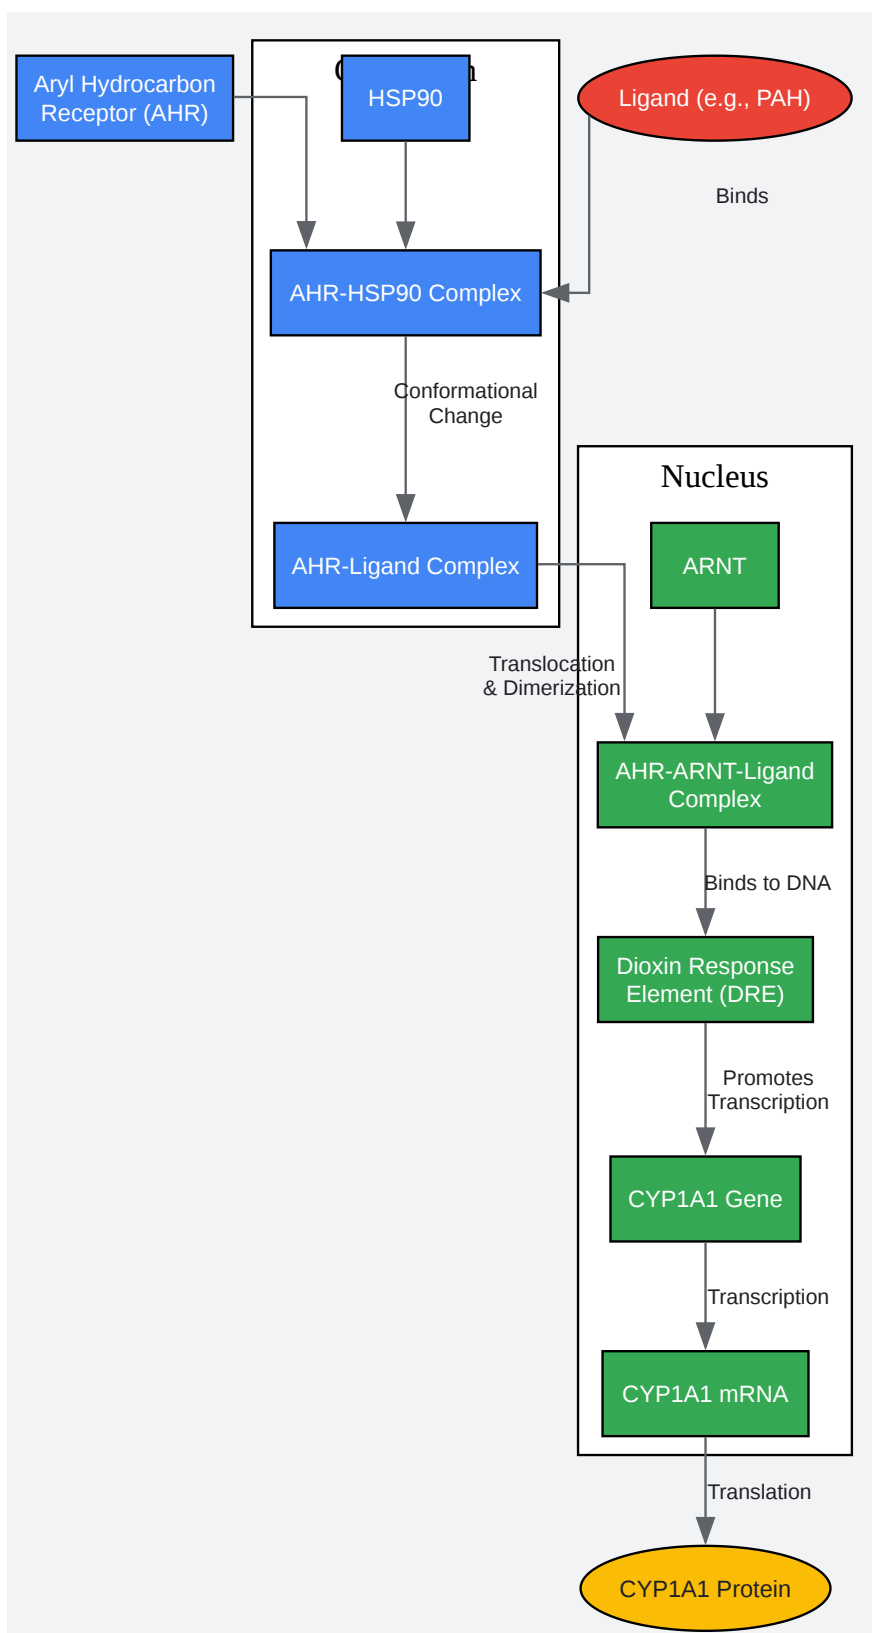 Aryl Hydrocarbon
Receptor (AHR)
HSP90
Ligand (e.g., PAH)
Binds
AHR-HSP90 Complex
Conformational
Change
Nucleus
AHR-Ligand Complex
ARNT
Translocation
& Dimerization
AHR-ARNT-Ligand
Complex
Binds to DNA
Dioxin Response
Element (DRE)
Promotes
Transcription
CYP1A1 Gene
Transcription
CYP1A1 mRNA
Translation
CYP1A1 Protein